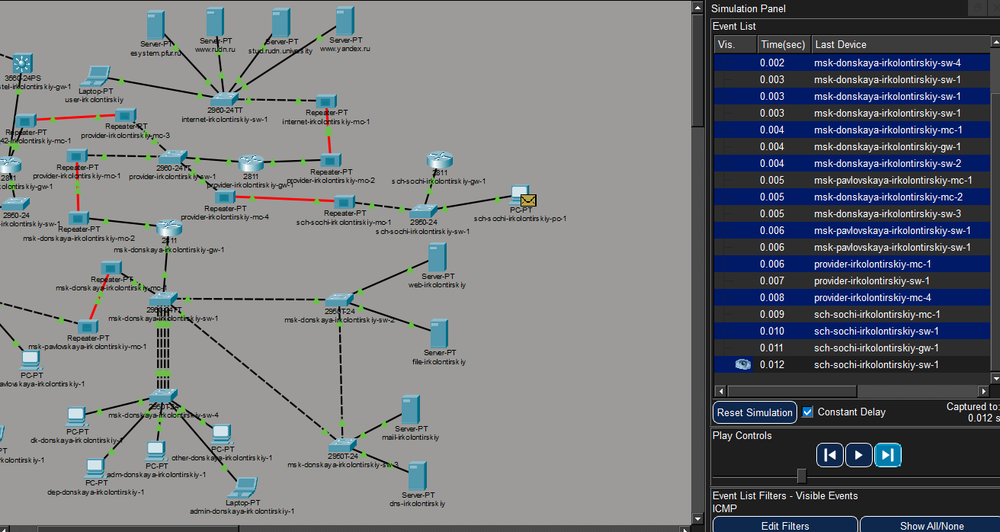 Server-PT
esystem.pfur.ru
Server-PT
www.rudn.ru
Server-PT
stud.rudn.university
Server-PT
www.yandex.ru
3560-24PS
stel-irkolontirskiy-gw-1
Laptop-PT
user-irkolontirskiy
2960-24TT
internet-irkolontirskiy-sw-1
Repeater-PT
internet-irkolontirskiy-mc-1
Repeater-PT
42-irkolontirskiy-mc-1
Repeater-PT
provider-irkolontirskiy-mc-3
Repeater-PT
provider-irkolontirskiy-mc-1
2960-24TT
provider-irkolontirskiy-sw-1
2811
provider-irkolontirskiy-gw-1
Repeater-PT
provider-irkolontirskiy-mc-2
2811
sch-sochi-irkolontirskiy-gw-1
2811
kolontirskiy-gw-1
2950-24
irkolontirskiy-sw-1
Repeater-PT
msk-donskaya-irkolontirskiy-mc-2
Repeater-PT
provider-irkolontirskiy-mc-4
Repeater-PT
sch-sochi-irkolontirskiy-mc-1
2950-24
sch-sochi-irkolontirskiy-sw-1
PC-PT
sch-sochi-irkolontirskiy-pc-1
2811
msk-donskaya-irkolontirskiy-gw-1
Repeater-PT
msk-donskaya-irkolontirskiy-mc-1
2960-24TT
msk-donskaya-irkolontirskiy-sw-1
2950T-24
msk-donskaya-irkolontirskiy-sw-2
Server-PT
web-irkolontirskiy
Repeater-PT
msk-pavlovskaya-irkolontirskiy-mc-1
Server-PT
file-irkolontirskiy
PC-PT
avlovskaya-irkolontirskiy-1
2950T-24
msk-donskaya-irkolontirskiy-sw-4
PC-PT
dk-donskaya-irkolontirskiy-1
PC-PT
other-donskaya-irkolontirskiy-1
PC-PT
adm-donskaya-irkolontirskiy-1
PC-PT
dep-donskaya-irkolontirskiy-1
Laptop-PT
admin-donskaya-irkolontirskiy-1
PT
kolontirskiy-1
2950T-24
msk-donskaya-irkolontirskiy-sw-3
Server-PT
mail-irkolontirskiy
Server-PT
dns-irkolontirskiy
Simulation Panel
Event List
Vis. Time(sec) Last Device
0.002 msk-donskaya-irkolontirskiy-sw-4
0.003 msk-donskaya-irkolontirskiy-sw-1
0.003 msk-donskaya-irkolontirskiy-sw-1
0.003 msk-donskaya-irkolontirskiy-sw-1
0.004 msk-donskaya-irkolontirskiy-mc-1
0.004 msk-donskaya-irkolontirskiy-gw-1
0.004 msk-donskaya-irkolontirskiy-sw-2
0.005 msk-pavlovskaya-irkolontirskiy-mc-1
0.005 msk-donskaya-irkolontirskiy-mc-2
0.005 msk-donskaya-irkolontirskiy-sw-3
0.006 msk-pavlovskaya-irkolontirskiy-sw-1
0.006 msk-pavlovskaya-irkolontirskiy-sw-1
0.006 provider-irkolontirskiy-mc-1
0.007 provider-irkolontirskiy-sw-1
0.008 provider-irkolontirskiy-mc-4
0.009 sch-sochi-irkolontirskiy-mc-1
0.010 sch-sochi-irkolontirskiy-sw-1
0.011 sch-sochi-irkolontirskiy-gw-1
0.012 sch-sochi-irkolontirskiy-sw-1
Reset Simulation Constant Delay Captured to:
0.012 s
Play Controls
Event List Filters - Visible Events
ICMP
Edit Filters Show All/None